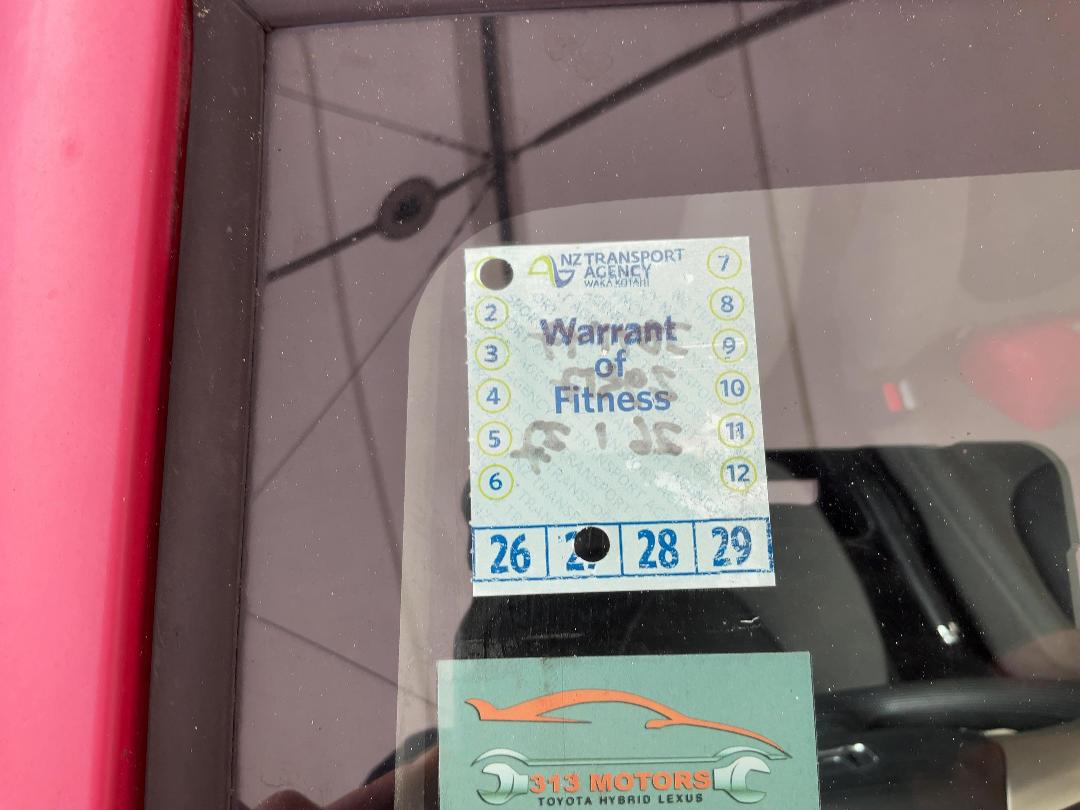 NZ TRANSPORT
AGENCY
WAKA KOTAHI
7
2
8
3
9
4
10
5
11
6
12
Warrant
of
Fitness
26 28 29
313 MOTORS
TOYOTA HYBRID LEXUS